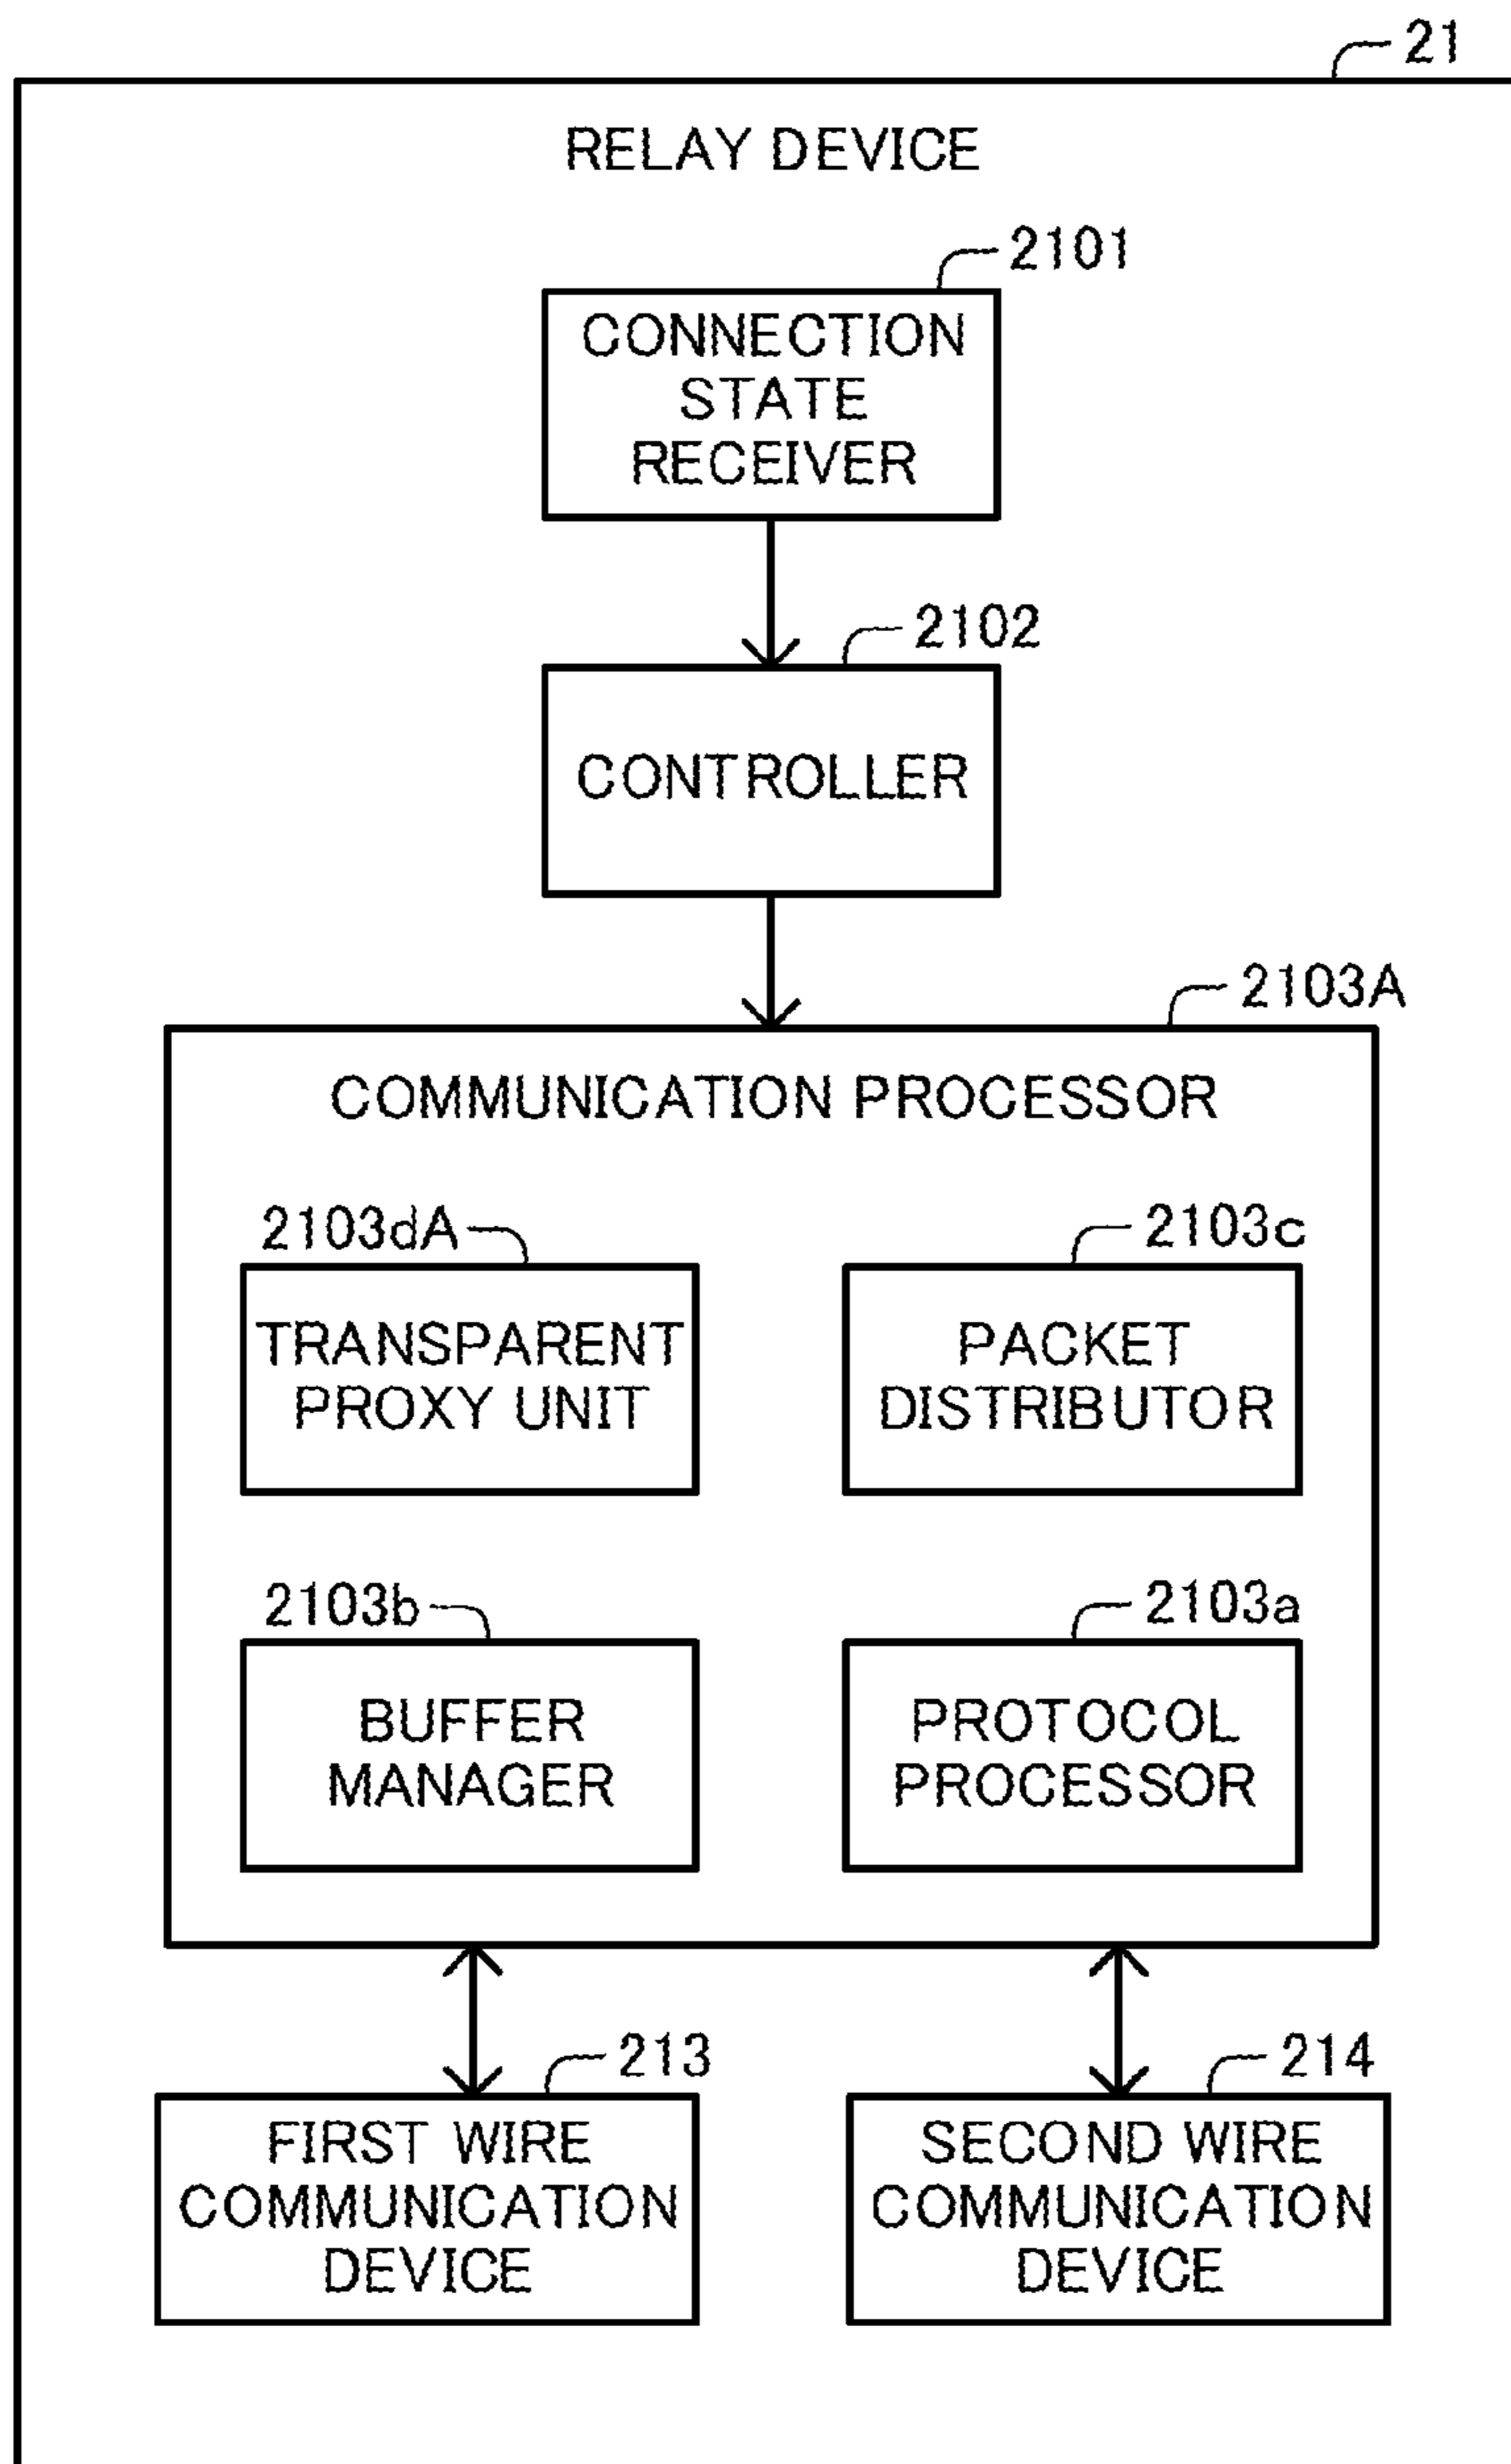 21
RELAY DEVICE
2101
CONNECTION
STATE
RECEIVER
2102
CONTROLLER
2103A
COMMUNICATION PROCESSOR
2103dA
TRANSPARENT
PROXY UNIT
2103c
PACKET
DISTRIBUTOR
2103b
BUFFER
MANAGER
2103a
PROTOCOL
PROCESSOR
213
FIRST WIRE
COMMUNICATION
DEVICE
214
SECOND WIRE
COMMUNICATION
DEVICE